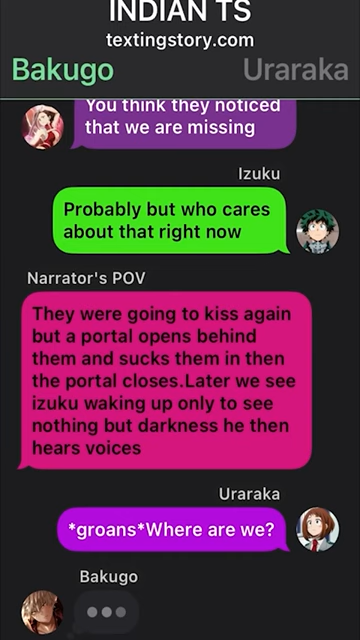 INDIAN TS
textingstory.com
Bakugo Uraraka
You think they noticed
that we are missing
Izuku
Probably but who cares
about that right now
Narrator's POV
They were going to kiss again
but a portal opens behind
them and sucks them in then
the portal closes.Later we see
izuku waking up only to see
nothing but darkness he then
hears voices
Uraraka
*groans*Where are we?
Bakugo